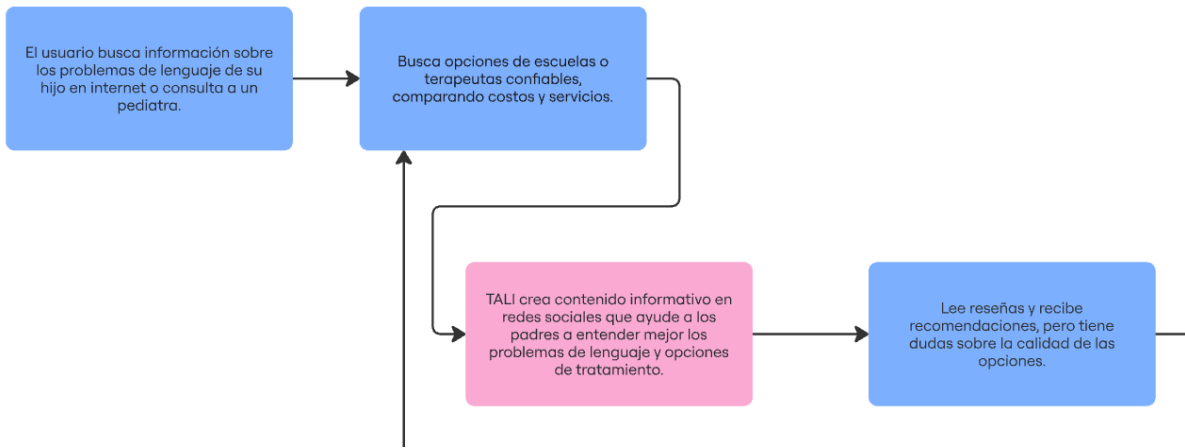 El usuario busca información sobre
los problemas de lenguaje de su
hijo en internet o consulta a un
pediatra.
Busca opciones de escuelas o
terapeutas confiables,
comparando costos y servicios.
TALI crea contenido informativo en
redes sociales que ayude a los
padres a entender mejor los
problemas de lenguaje y opciones
de tratamiento.
Lee reseñas y recibe
recomendaciones, pero tiene
dudas sobre la calidad de las
opciones.